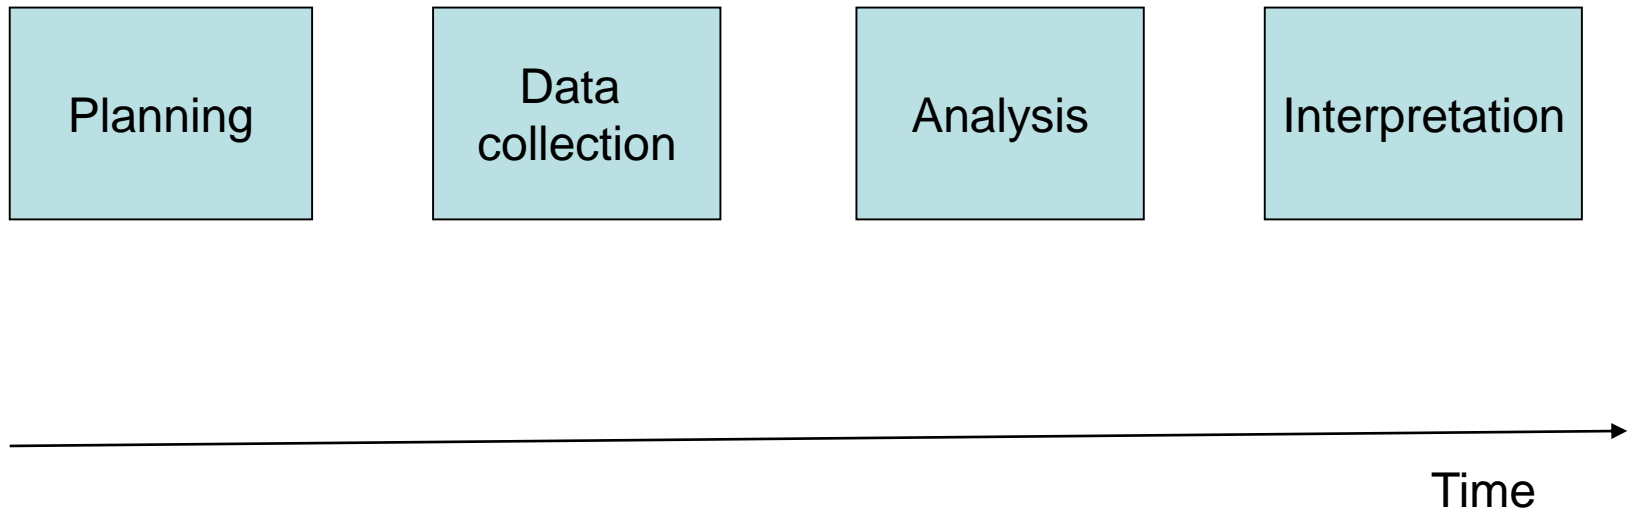 Planning
Data
collection
Analysis
Interpretation
Time